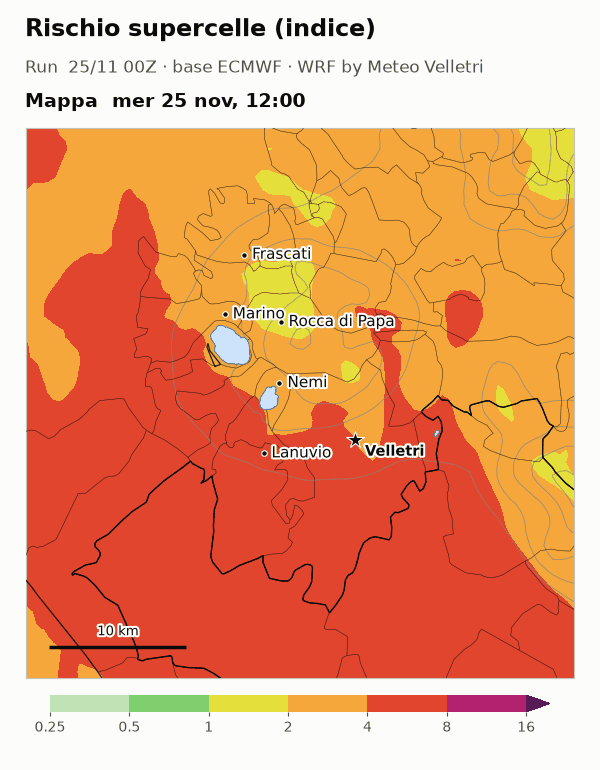 Rischio supercelle (indice)
Run  25/11 00Z · base ECMWF · WRF by Meteo Velletri
Mappa  mer 25 nov, 12:00
Frascati
Marino
Rocca di Papa
Nemi
Velletri
Lanuvio
10 km
0.25 0.5 1 2 4 8 16